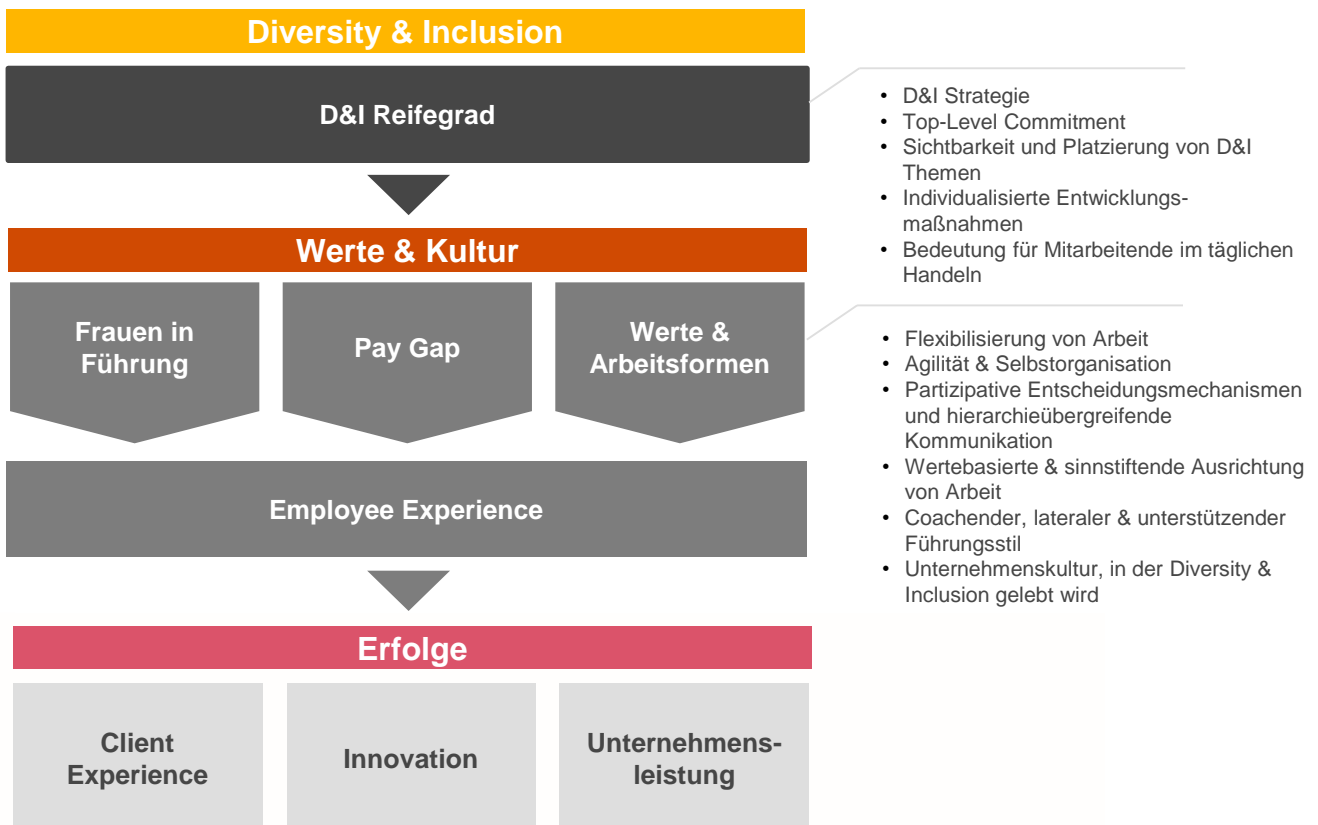 Diversity & Inclusion
D&I Reifegrad
• D&I Strategie
• Top-Level Commitment
• Sichtbarkeit und Platzierung von D&I
Themen
• Individualisierte Entwicklungs-
maßnahmen
• Bedeutung für Mitarbeitende im täglichen
Handeln
Werte & Kultur
Frauen in
Führung
Pay Gap
Werte &
Arbeitsformen
• Flexibilisierung von Arbeit
• Agilität & Selbstorganisation
• Partizipative Entscheidungsmechanismen
und hierarchieübergreifende
Kommunikation
• Wertebasierte & sinnstiftende Ausrichtung
von Arbeit
• Coachender, lateraler & unterstützender
Führungsstil
• Unternehmenskultur, in der Diversity &
Inclusion gelebt wird
Employee Experience
Erfolge
Client
Experience
Innovation
Unternehmens-
leistung